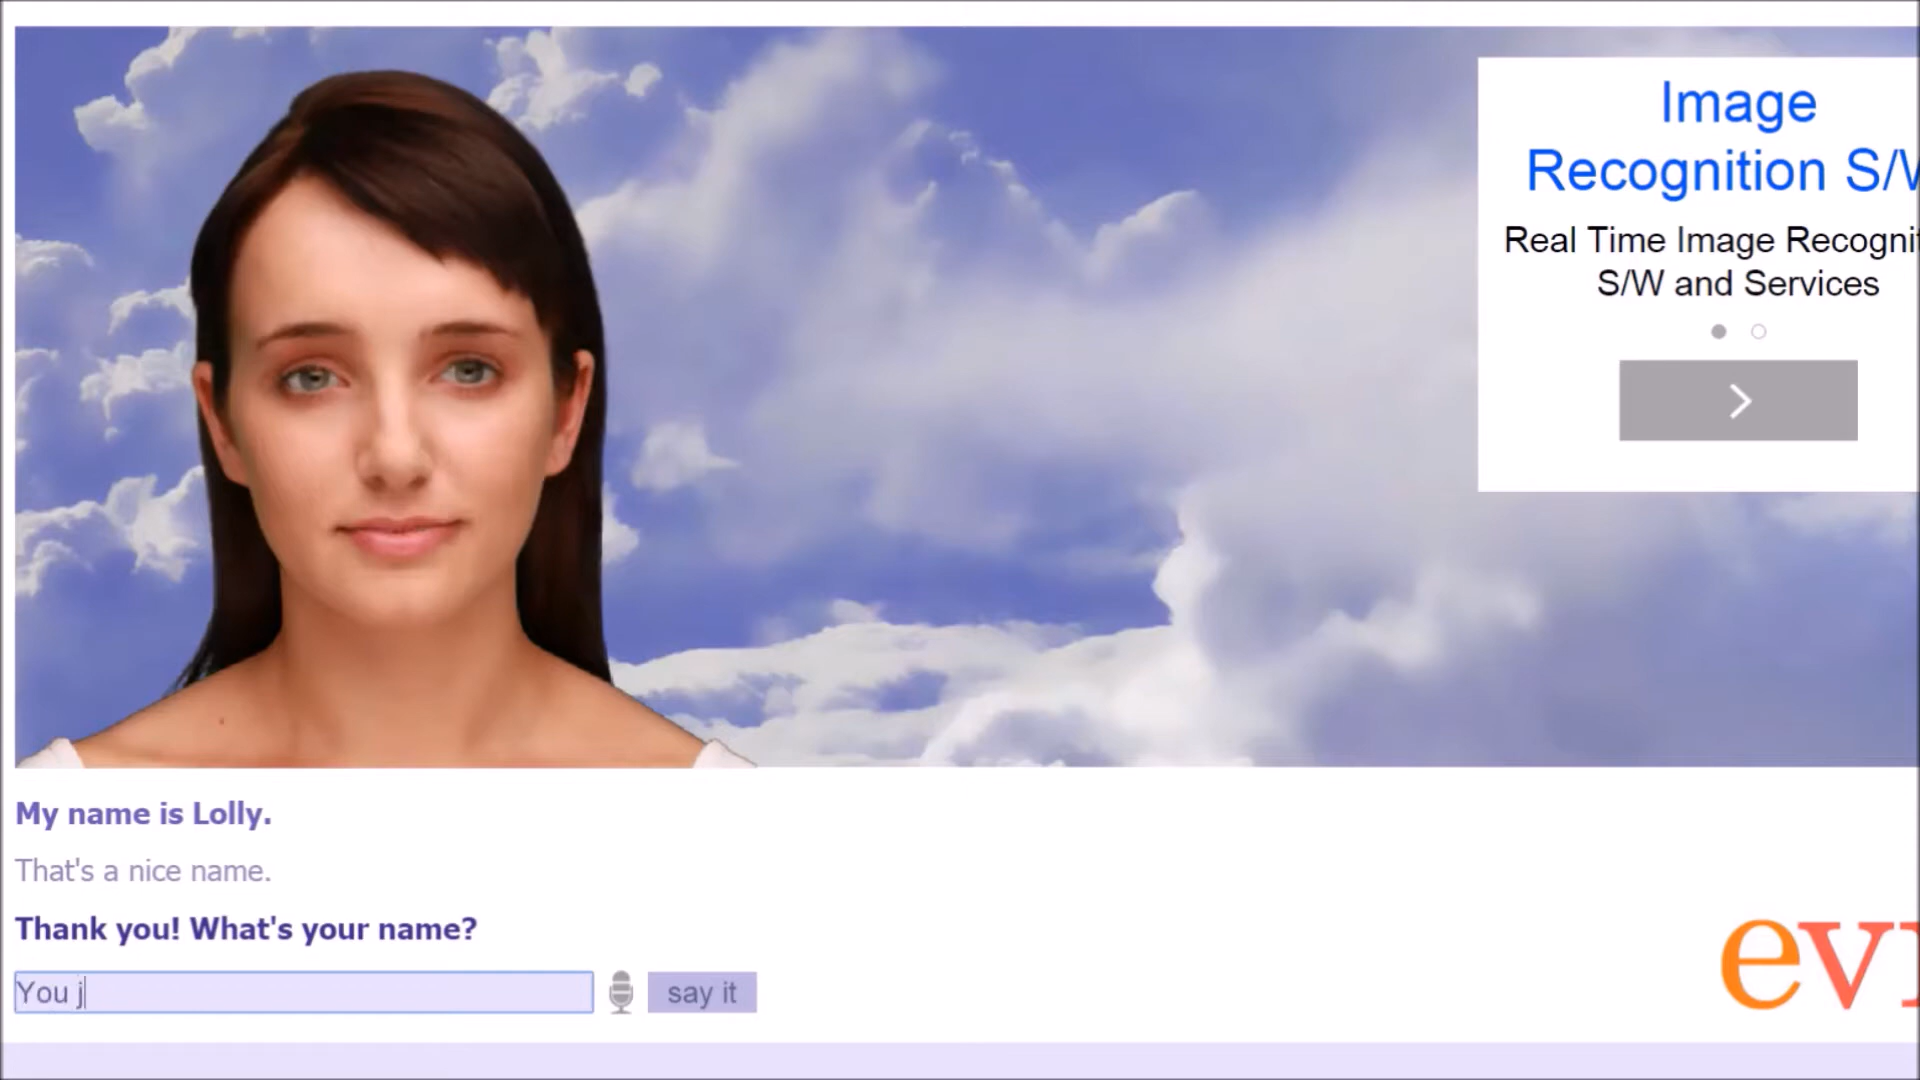 Image
Recognition S/
Real Time Image Recogni
S/W and Services
My name is Lolly.
That's a nice name.
Thank you! What's your name?
You j
say it
ev